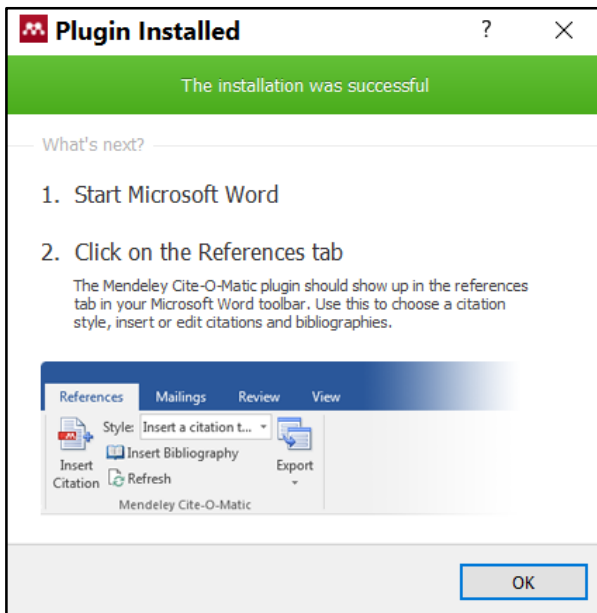 Plugin Installed
?
The installation was successful
What's next?
1. Start Microsoft Word
2. Click on the References tab
The Mendeley Cite-O-Matic plugin should show up in the references
tab in your Microsoft Word toolbar. Use this to choose a citation
style, insert or edit citations and bibliographies.
References Mailings Review View
Style: Insert a citation t...
Insert Bibliography
Insert Citation
Refresh
Export
Mendeley Cite-O-Matic
OK